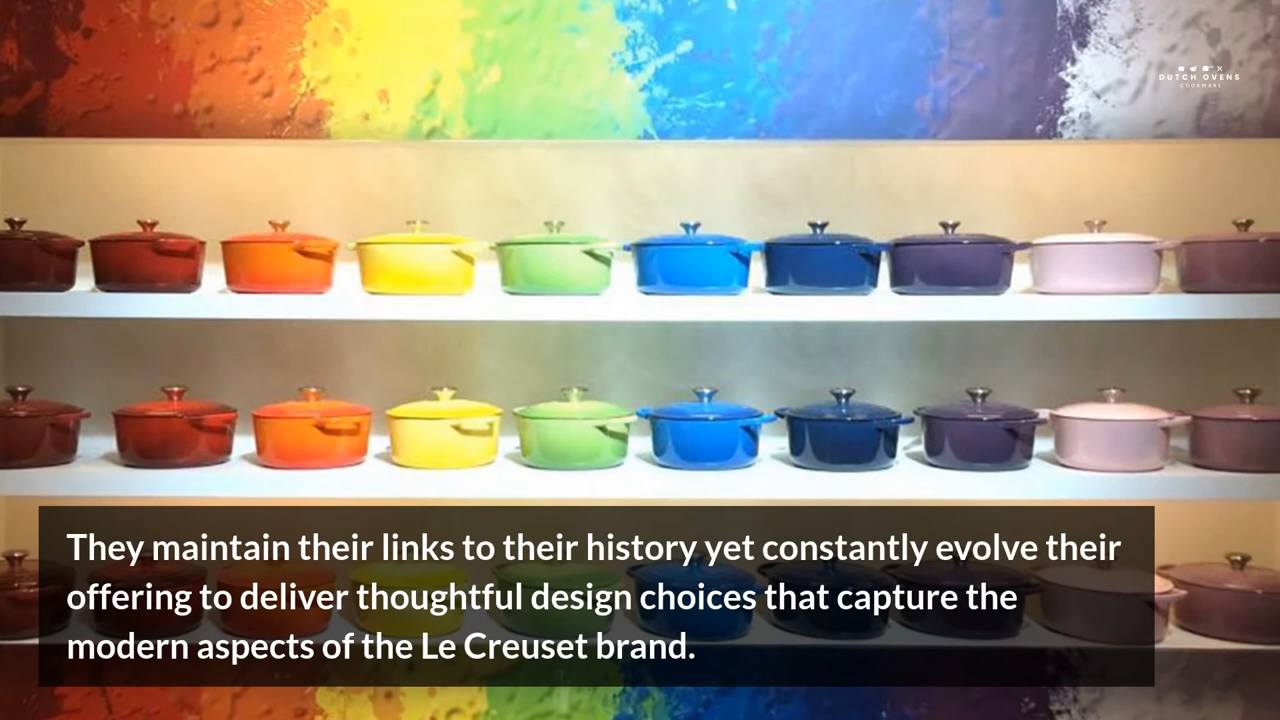 DUTCH OVENS
COOKWARE
They maintain their links to their history yet constantly evolve their
offering to deliver thoughtful design choices that capture the
modern aspects of the Le Creuset brand.